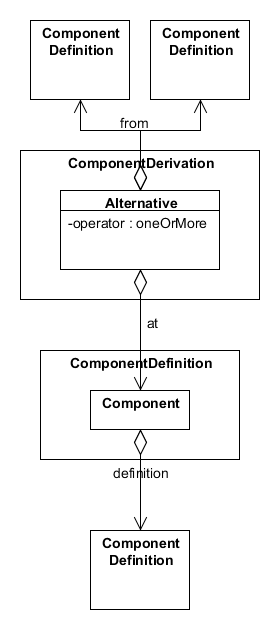 Component
Definition
Component
Definition
from
ComponentDerivation
Alternative
-operator : oneOrMore
at
ComponentDefinition
Component
definition
Component
Definition